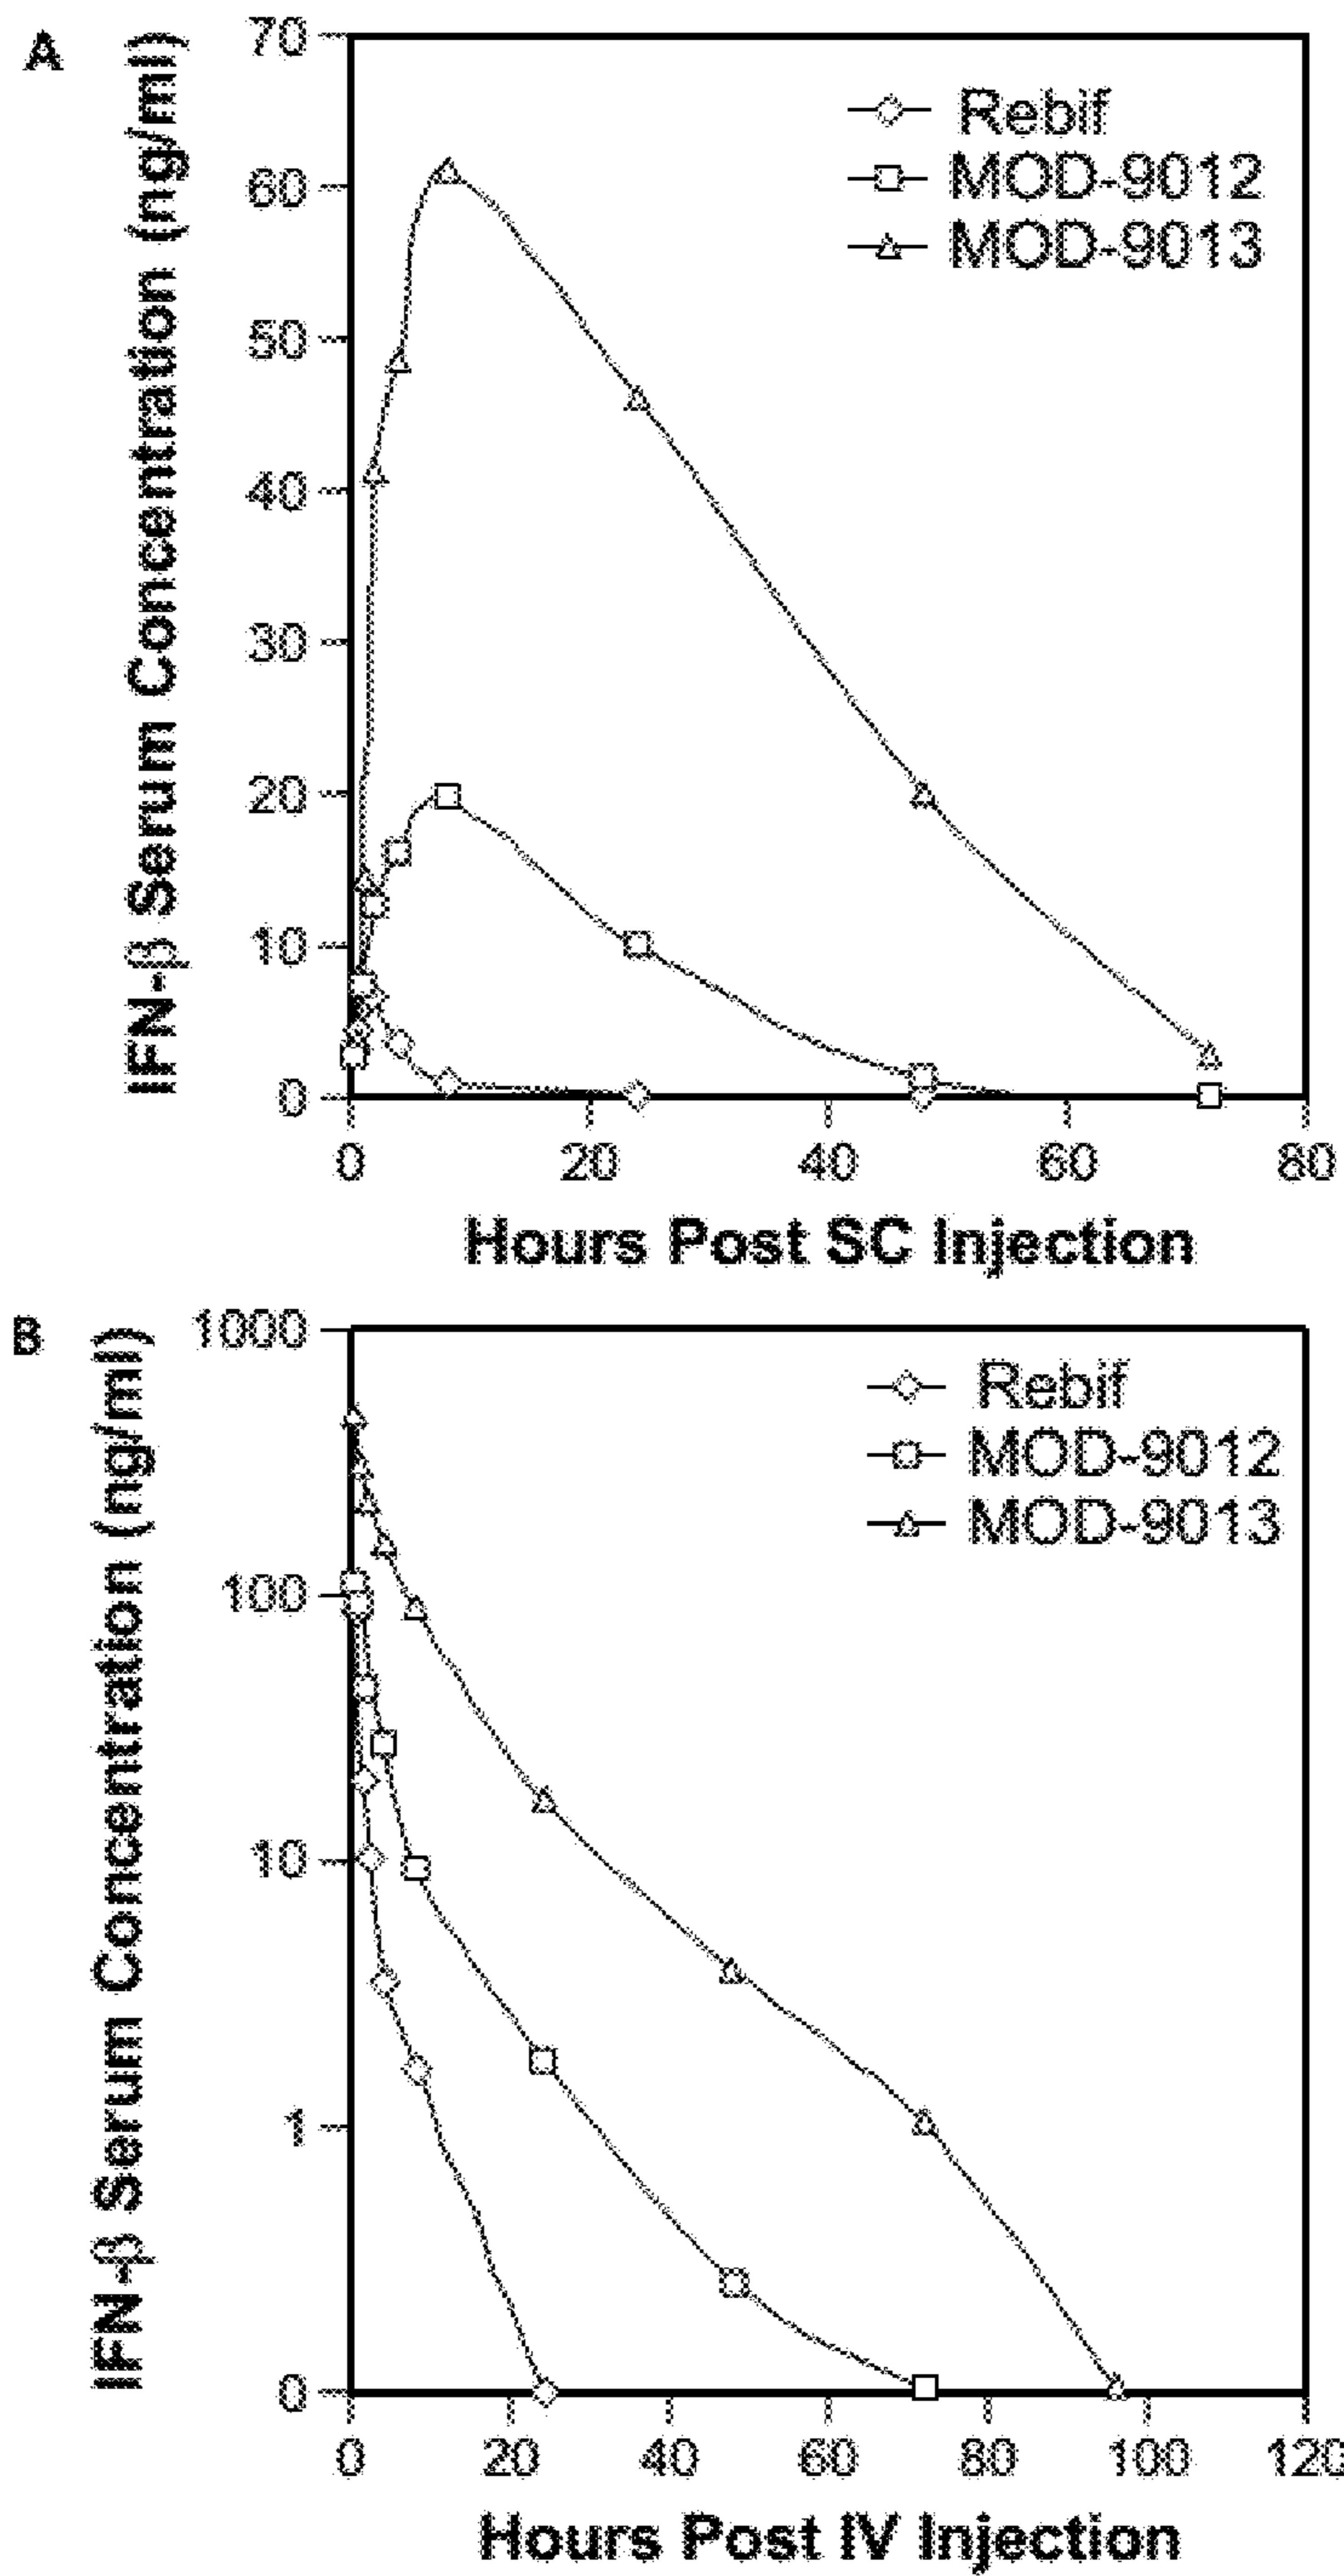 A
IFN-β Serum Concentration (ng/ml)
70
60
50
40
30
20
10
0
Rebif
MOD-9012
MOD-9013
0 20 40 60 80
Hours Post SC Injection
B
IFN-β Serum Concentration (ng/ml)
1000
100
10
1
0
Rebif
MOD-9012
MOD-9013
0 20 40 60 80 100 120
Hours Post IV Injection